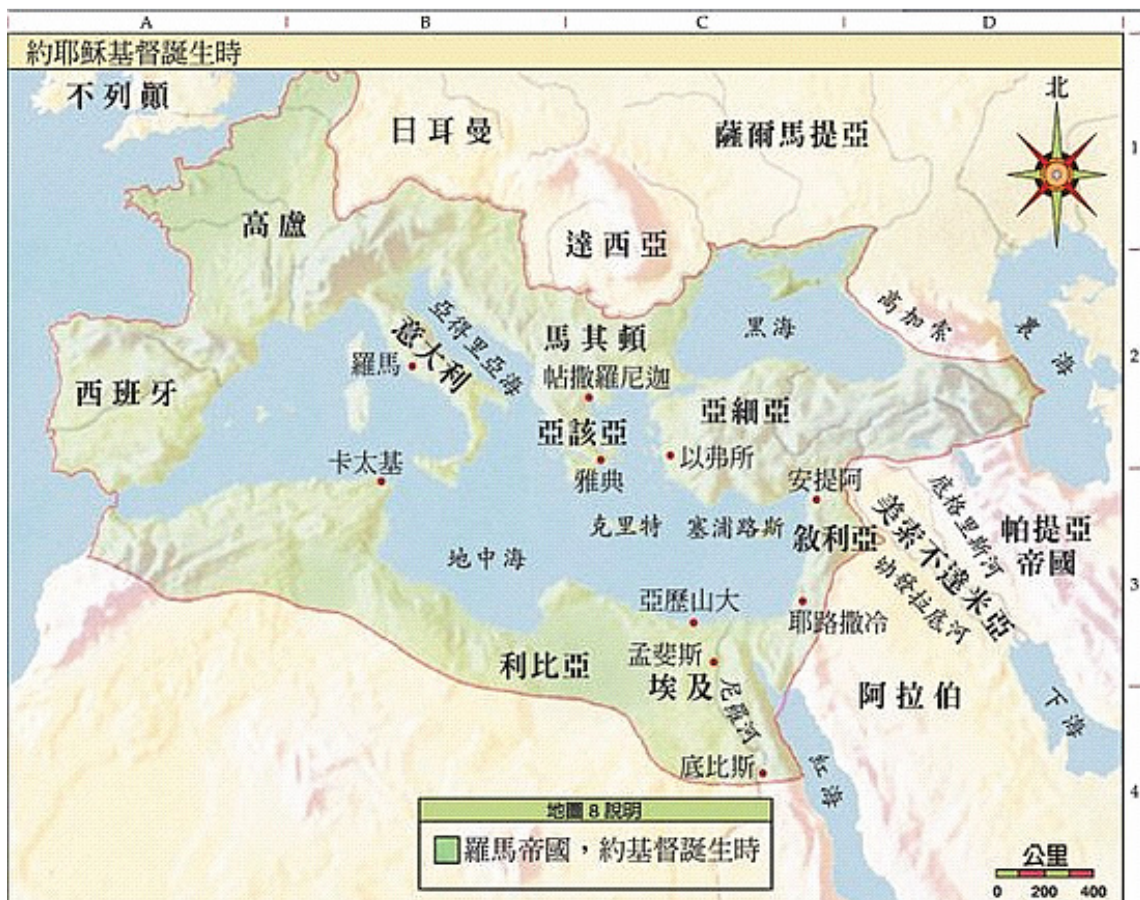 A
B
C
D
約耶穌基督誕生時
不列顚
日耳曼
薩爾馬提亞
北
1
高盧
達西亞
高加索
裏海
黑海
2
亞得里亞海
馬其頓
意大利
羅馬
西班牙
帖撒羅尼迦
亞細亞
亞該亞
以弗所
卡太基
雅典
安提阿
底格里斯河
美索不達米亞
帕提亞
帝國
克里特
塞浦路斯
敘利亞
地中海
幼發拉底河
3
亞歷山大
耶路撒冷
利比亞
孟斐斯
埃及
尼羅河
阿拉伯
下海
底比斯
紅海
4
地圖8說明
羅馬帝國，約基督誕生時
公里
0 200 400